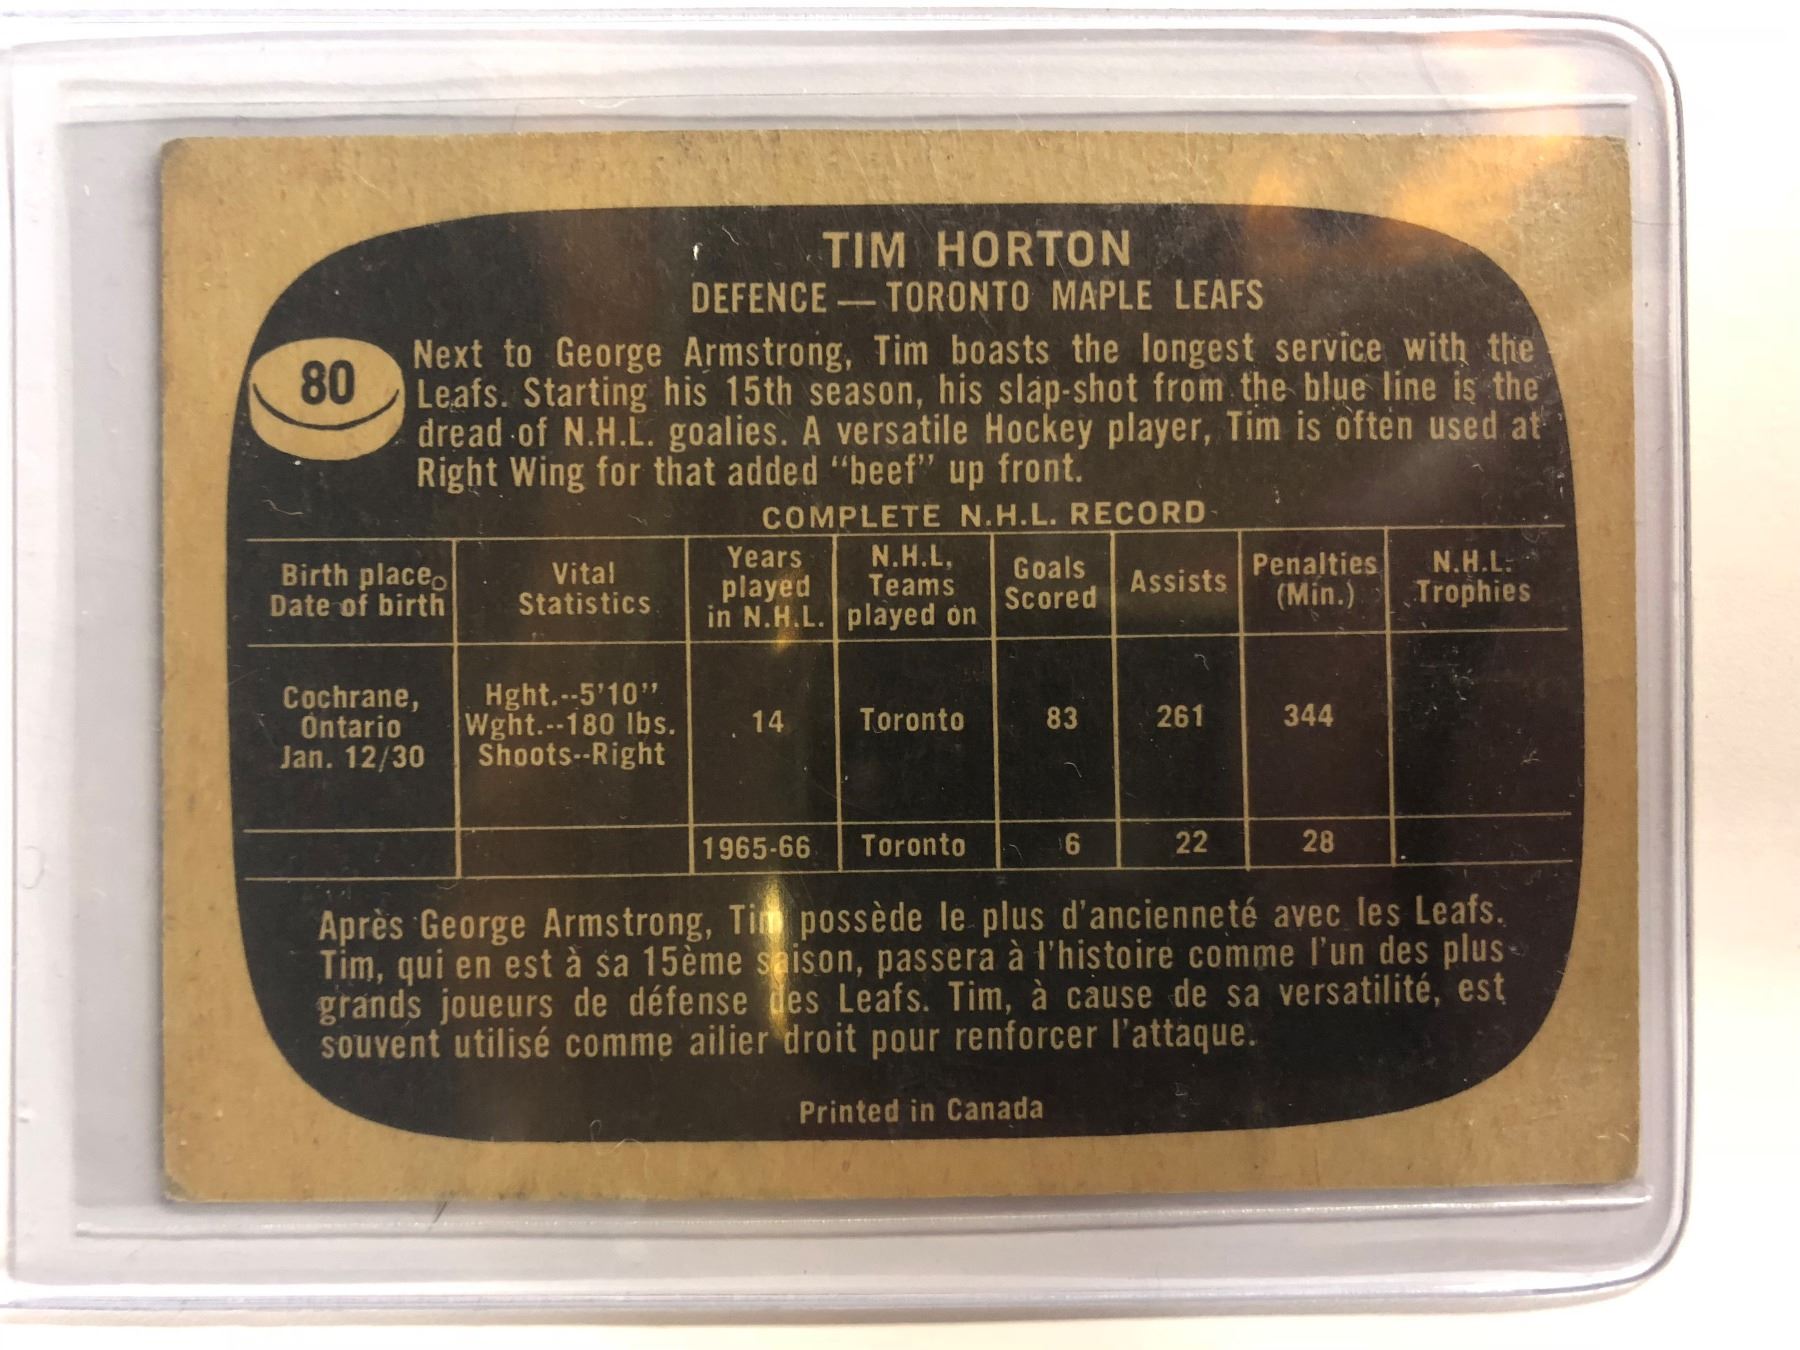 TIM HORTON
DEFENCE — TORONTO MAPLE LEAFS
80
Next to George Armstrong, Tim boasts the longest service with the
Leafs. Starting his 15th season, his slap-shot from the blue line is the
dread of N.H.L. goalies. A versatile Hockey player, Tim is often used at
Right Wing for that added "beef" up front.
COMPLETE N.H.L. RECORD
Birth place
Date of birth
Vital
Statistics
Years
played
in N.H.L.
N.H.L.
Teams
played on
Goals
Scored
Assists
Penalties
(Min.)
N.H.L.
Trophies
Cochrane,
Ontario
Jan. 12/30
Hght.--5'10"
Wght.--180 lbs.
Shoots--Right
14
Toronto
83
261
344
1965-66
Toronto
6
22
28
Après George Armstrong, Tim possède le plus d'ancienneté avec les Leafs.
Tim, qui en est à sa 15ème saison, passera à l'histoire comme l'un des plus
grands joueurs de défense des Leafs. Tim, à cause de sa versatilité, est
souvent utilisé comme ailier droit pour renforcer l'attaque.
Printed in Canada